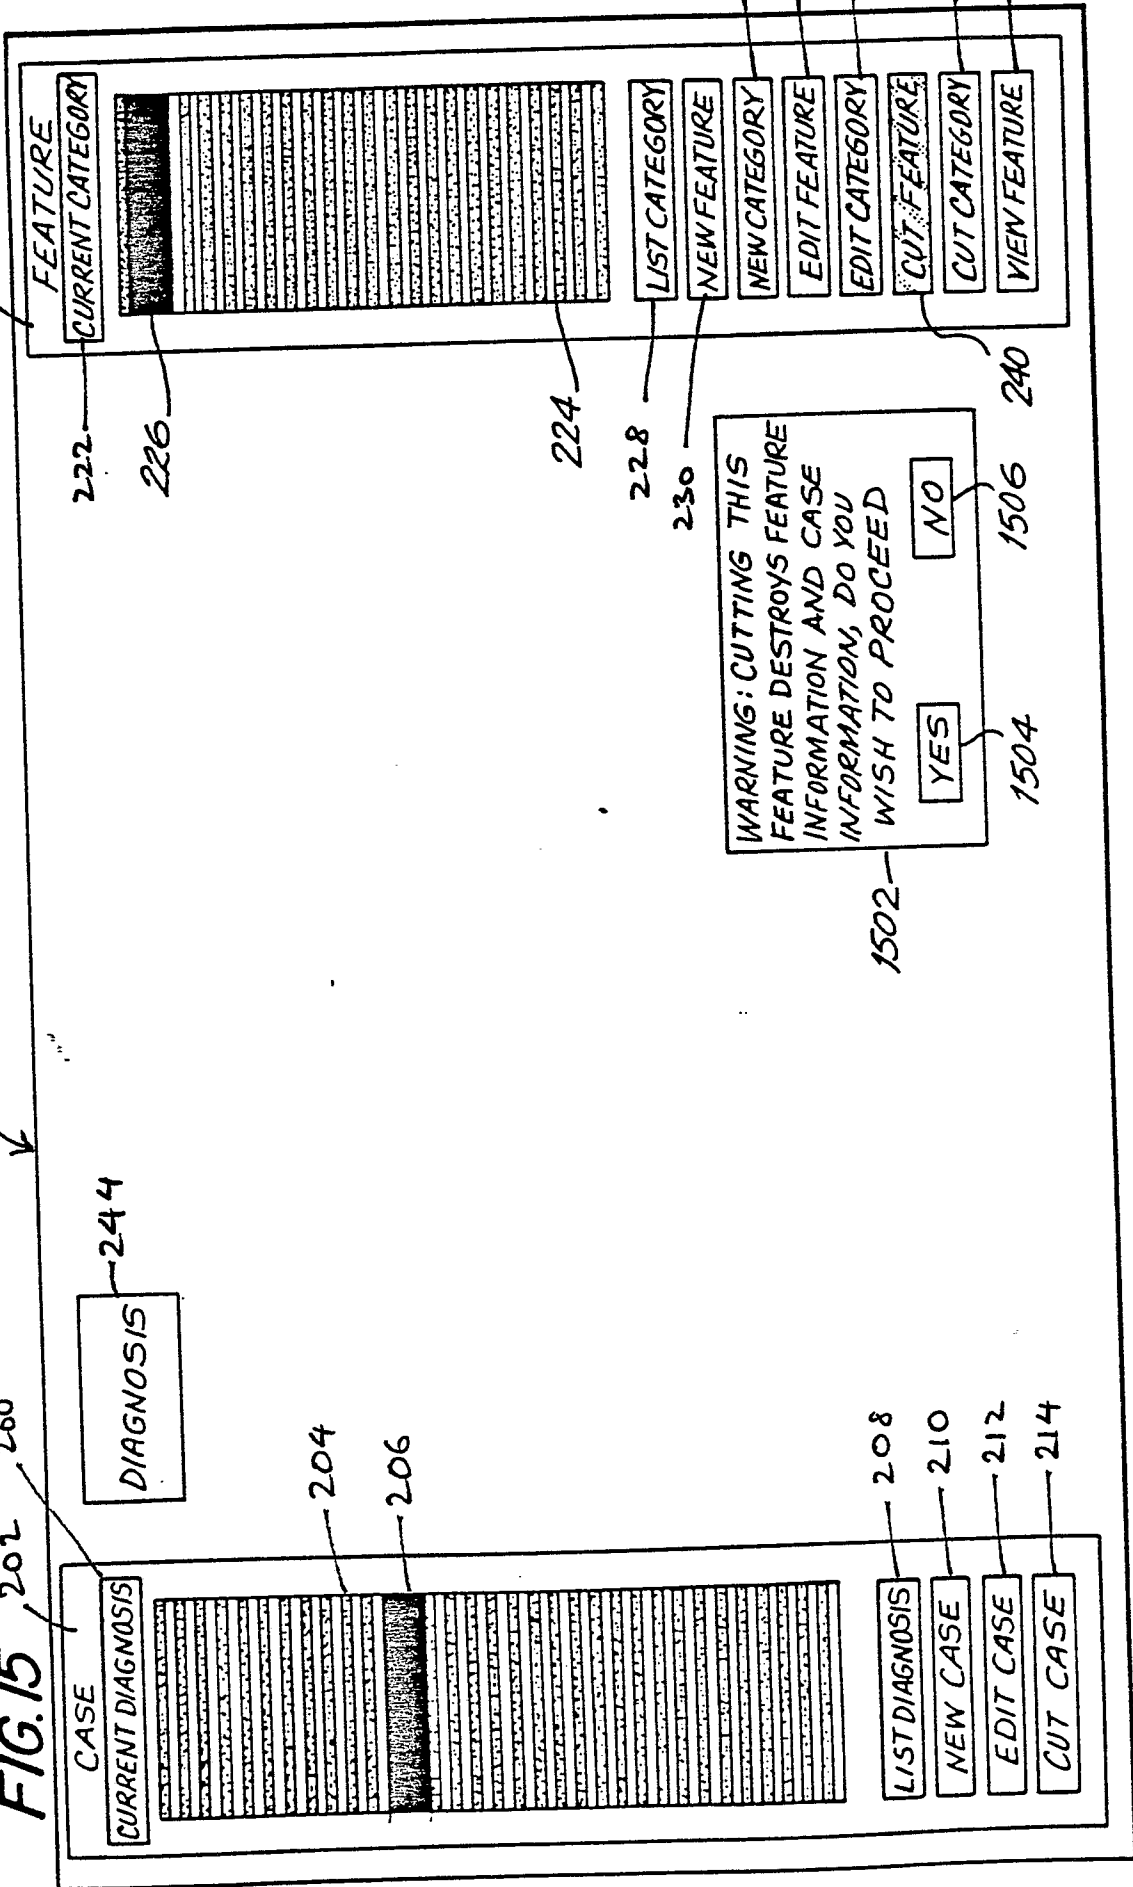 FIG. 15
202
260
CASE
CURRENT DIAGNOSIS
204
206
LIST DIAGNOSIS
208
NEW CASE
210
EDIT CASE
212
CUT CASE
214
DIAGNOSIS
244
1502
WARNING: CUTTING THIS
FEATURE DESTROYS FEATURE
INFORMATION AND CASE
INFORMATION, DO YOU
WISH TO PROCEED
YES
NO
1504
1506
FEATURE
CURRENT CATEGORY
222
226
224
228
LIST CATEGORY
230
NEW FEATURE
NEW CATEGORY
EDIT FEATURE
EDIT CATEGORY
CUT FEATURE
240
CUT CATEGORY
VIEW FEATURE